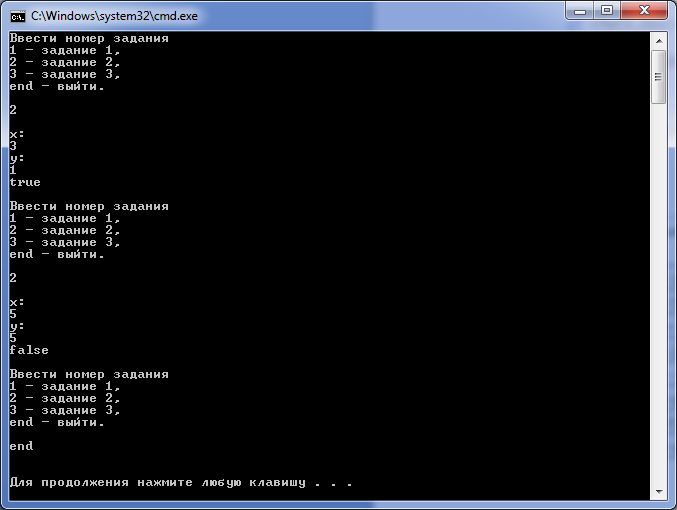 C:\Windows\system32\cmd.exe
Ввести номер задания
1 - задание 1,
2 - задание 2,
3 - задание 3,
end - выйти.
2
x:
3
y:
1
true
Ввести номер задания
1 - задание 1,
2 - задание 2,
3 - задание 3,
end - выйти.
2
x:
5
y:
5
false
Ввести номер задания
1 - задание 1,
2 - задание 2,
3 - задание 3,
end - выйти.
end
Для продолжения нажмите любую клавишу . . .